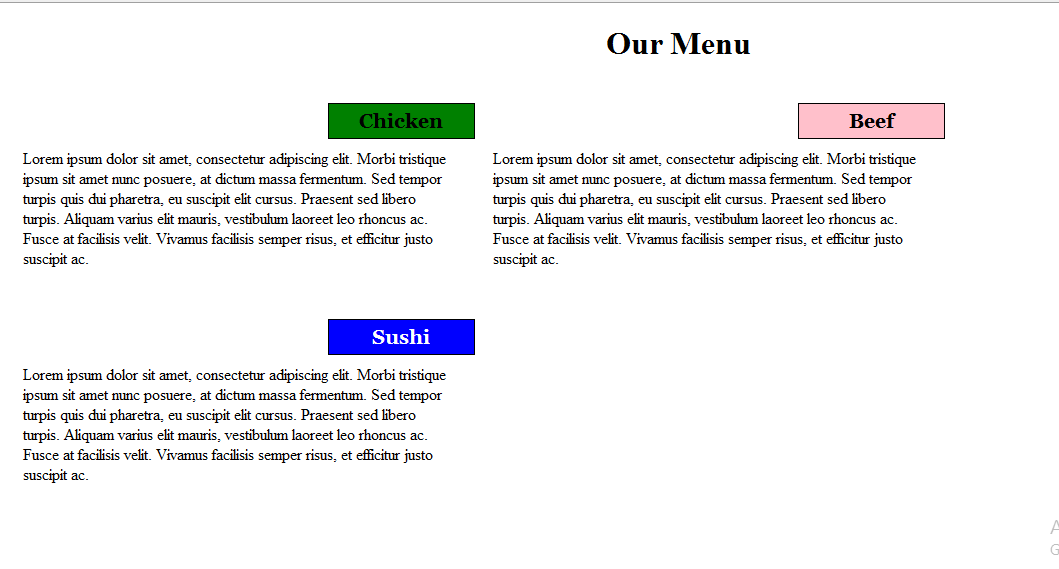 Our Menu
Chicken
Lorem ipsum dolor sit amet, consectetur adipiscing elit. Morbi tristique
ipsum sit amet nunc posuere, at dictum massa fermentum. Sed tempor
turpis quis dui pharetra, eu suscipit elit cursus. Praesent sed libero
turpis. Aliquam varius elit mauris, vestibulum laoreet leo rhoncus ac.
Fusce at facilisis velit. Vivamus facilisis semper risus, et efficitur justo
suscipit ac.
Beef
Lorem ipsum dolor sit amet, consectetur adipiscing elit. Morbi tristique
ipsum sit amet nunc posuere, at dictum massa fermentum. Sed tempor
turpis quis dui pharetra, eu suscipit elit cursus. Praesent sed libero
turpis. Aliquam varius elit mauris, vestibulum laoreet leo rhoncus ac.
Fusce at facilisis velit. Vivamus facilisis semper risus, et efficitur justo
suscipit ac.
Sushi
Lorem ipsum dolor sit amet, consectetur adipiscing elit. Morbi tristique
ipsum sit amet nunc posuere, at dictum massa fermentum. Sed tempor
turpis quis dui pharetra, eu suscipit elit cursus. Praesent sed libero
turpis. Aliquam varius elit mauris, vestibulum laoreet leo rhoncus ac.
Fusce at facilisis velit. Vivamus facilisis semper risus, et efficitur justo
suscipit ac.